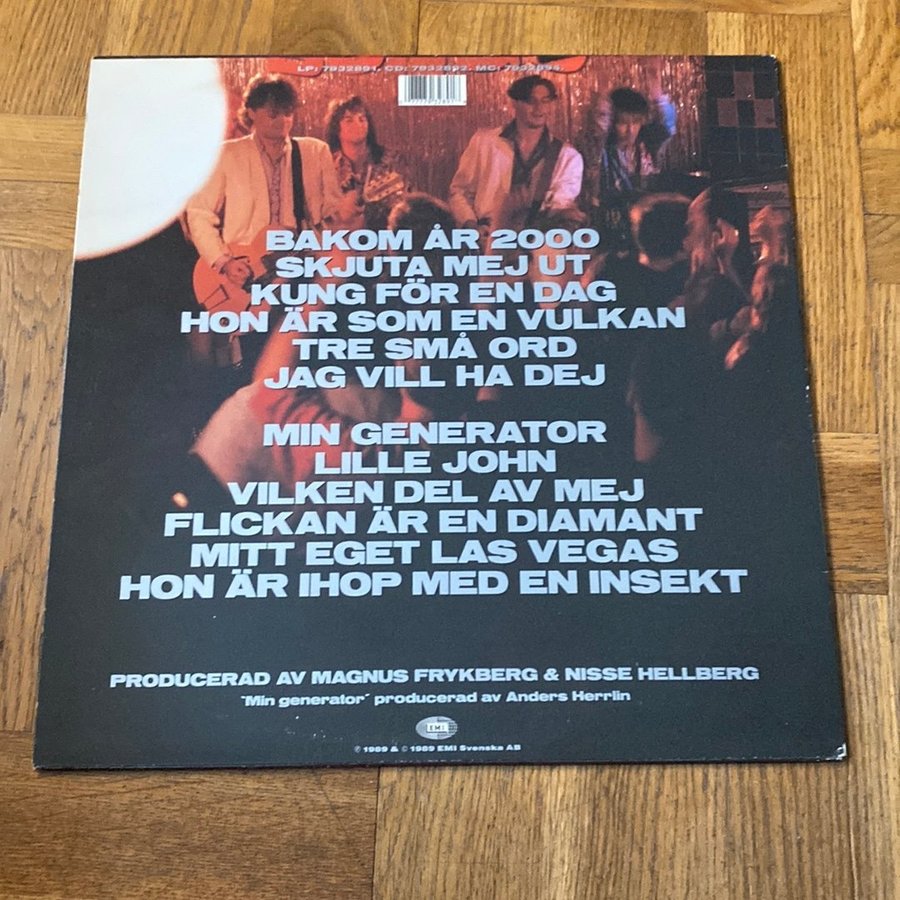 LP: 7932891. CD: 7932892. MC: 7932894.
BAKOM ÅR 2000
SKJUTA MEJ UT
KUNG FÖR EN DAG
HON ÄR SOM EN VULKAN
TRE SMÅ ORD
JAG VILL HA DEJ
MIN GENERATOR
LILLE JOHN
VILKEN DEL AV MEJ
FLICKAN ÄR EN DIAMANT
MITT EGET LAS VEGAS
HON ÄR IHOP MED EN INSEKT
PRODUCERAD AV MAGNUS FRYKBERG & NISSE HELLBERG
"Min generator" producerad av Anders Herrlin
EMI
℗ 1989 & © 1989 EMI Svenska AB